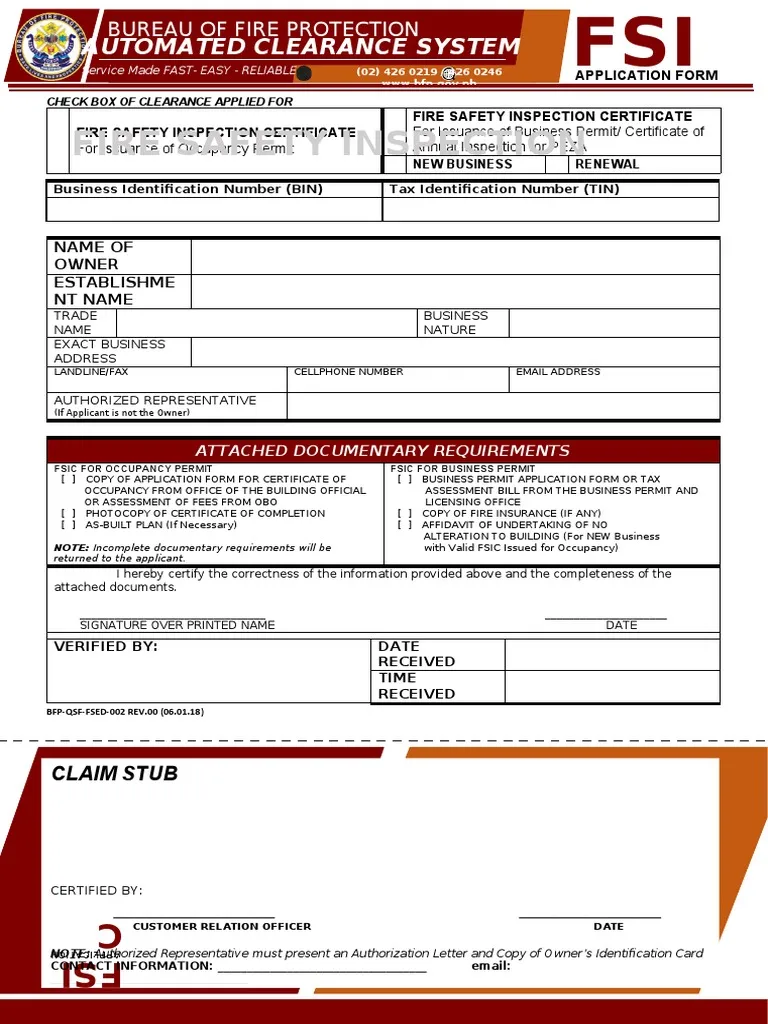 BUREAU OF FIRE PROTECTION
AUTOMATED CLEARANCE SYSTEM
Service Made FAST- EASY - RELIABLE
(02) 426 0219 426 0246
www.bfp.gov.ph
FSI
APPLICATION FORM
CHECK BOX OF CLEARANCE APPLIED FOR
FIRE SAFETY INSPECTION
FIRE SAFETY INSPECTION CERTIFICATE
For Issuance of Occupancy Permit
FIRE SAFETY INSPECTION CERTIFICATE
For Issuance of Business Permit/ Certificate of
Annual Inspection for PEZA
NEW BUSINESS
RENEWAL
Business Identification Number (BIN)
Tax Identification Number (TIN)
NAME OF
OWNER
ESTABLISHME
NT NAME
TRADE
NAME
BUSINESS
NATURE
EXACT BUSINESS
ADDRESS
LANDLINE/FAX
CELLPHONE NUMBER
EMAIL ADDRESS
AUTHORIZED REPRESENTATIVE
(If Applicant is not the Owner)
ATTACHED DOCUMENTARY REQUIREMENTS
FSIC FOR OCCUPANCY PERMIT
[ ] COPY OF APPLICATION FORM FOR CERTIFICATE OF
OCCUPANCY FROM OFFICE OF THE BUILDING OFFICIAL
OR ASSESSMENT OF FEES FROM OBO
[ ] PHOTOCOPY OF CERTIFICATE OF COMPLETION
[ ] AS-BUILT PLAN (If Necessary)
NOTE: Incomplete documentary requirements will be
returned to the applicant.
FSIC FOR BUSINESS PERMIT
[ ] BUSINESS PERMIT APPLICATION FORM OR TAX
ASSESSMENT BILL FROM THE BUSINESS PERMIT AND
LICENSING OFFICE
[ ] COPY OF FIRE INSURANCE (IF ANY)
[ ] AFFIDAVIT OF UNDERTAKING OF NO
ALTERATION TO BUILDING (For NEW Business
with Valid FSIC Issued for Occupancy)
I hereby certify the correctness of the information provided above and the completeness of the
attached documents.
SIGNATURE OVER PRINTED NAME
DATE
VERIFIED BY:
DATE
RECEIVED
TIME
RECEIVED
BFP-QSF-FSED-002 REV.00 (06.01.18)
CLAIM STUB
CERTIFIED BY:
CUSTOMER RELATION OFFICER
DATE
NOTE: Authorized Representative must present an Authorization Letter and Copy of Owner's Identification Card
CONTACT INFORMATION: ______________________________ email:
FSI
C